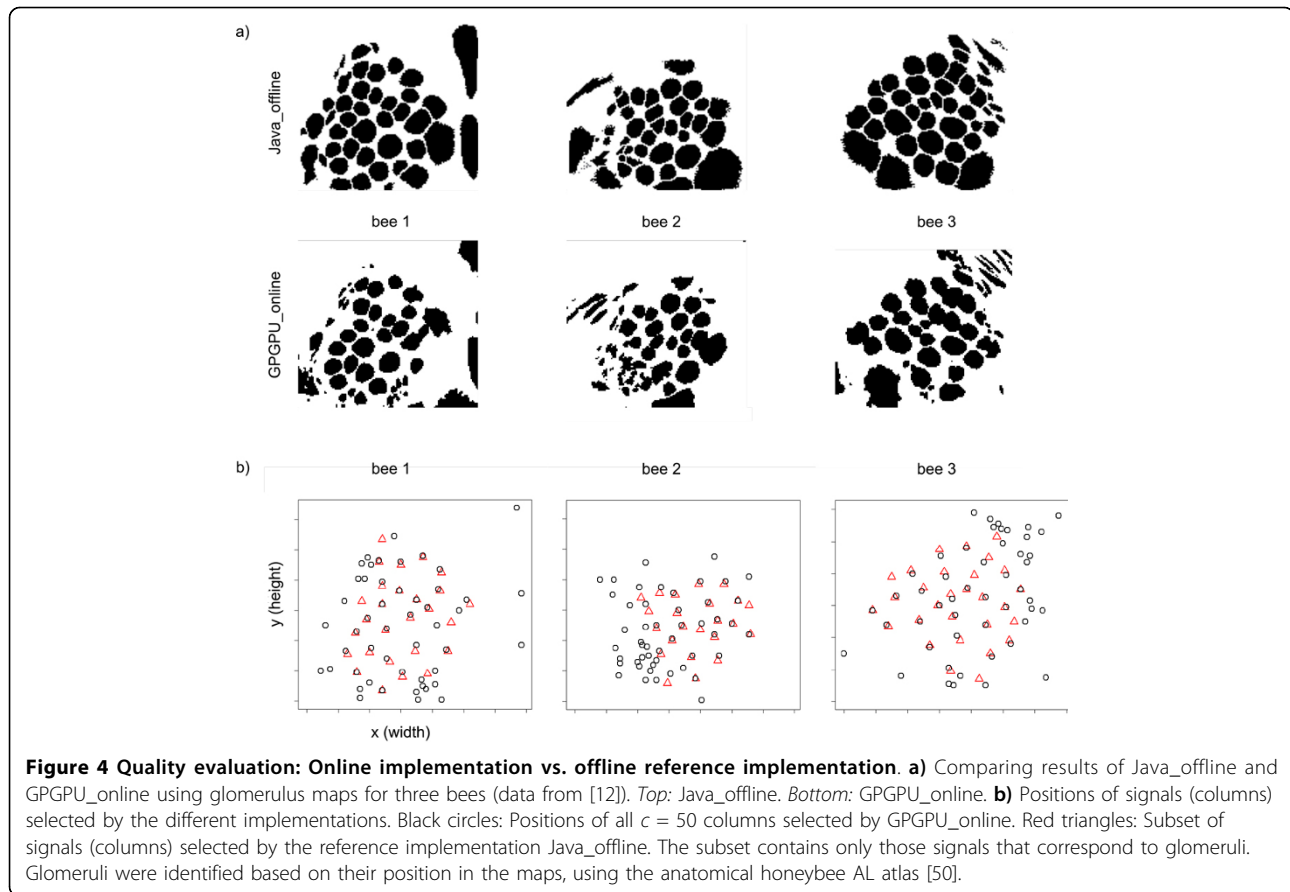 a)
Java_offline
bee 1
bee 2
bee 3
GPGPU_online
b)
bee 1
bee 2
bee 3
y (height)
x (width)
Figure 4 Quality evaluation: Online implementation vs. offline reference implementation. a) Comparing results of Java_offline and
GPGPU_online using glomerulus maps for three bees (data from [12]). Top: Java_offline. Bottom: GPGPU_online. b) Positions of signals (columns)
selected by the different implementations. Black circles: Positions of all c = 50 columns selected by GPGPU_online. Red triangles: Subset of
signals (columns) selected by the reference implementation Java_offline. The subset contains only those signals that correspond to glomeruli.
Glomeruli were identified based on their position in the maps, using the anatomical honeybee AL atlas [50].